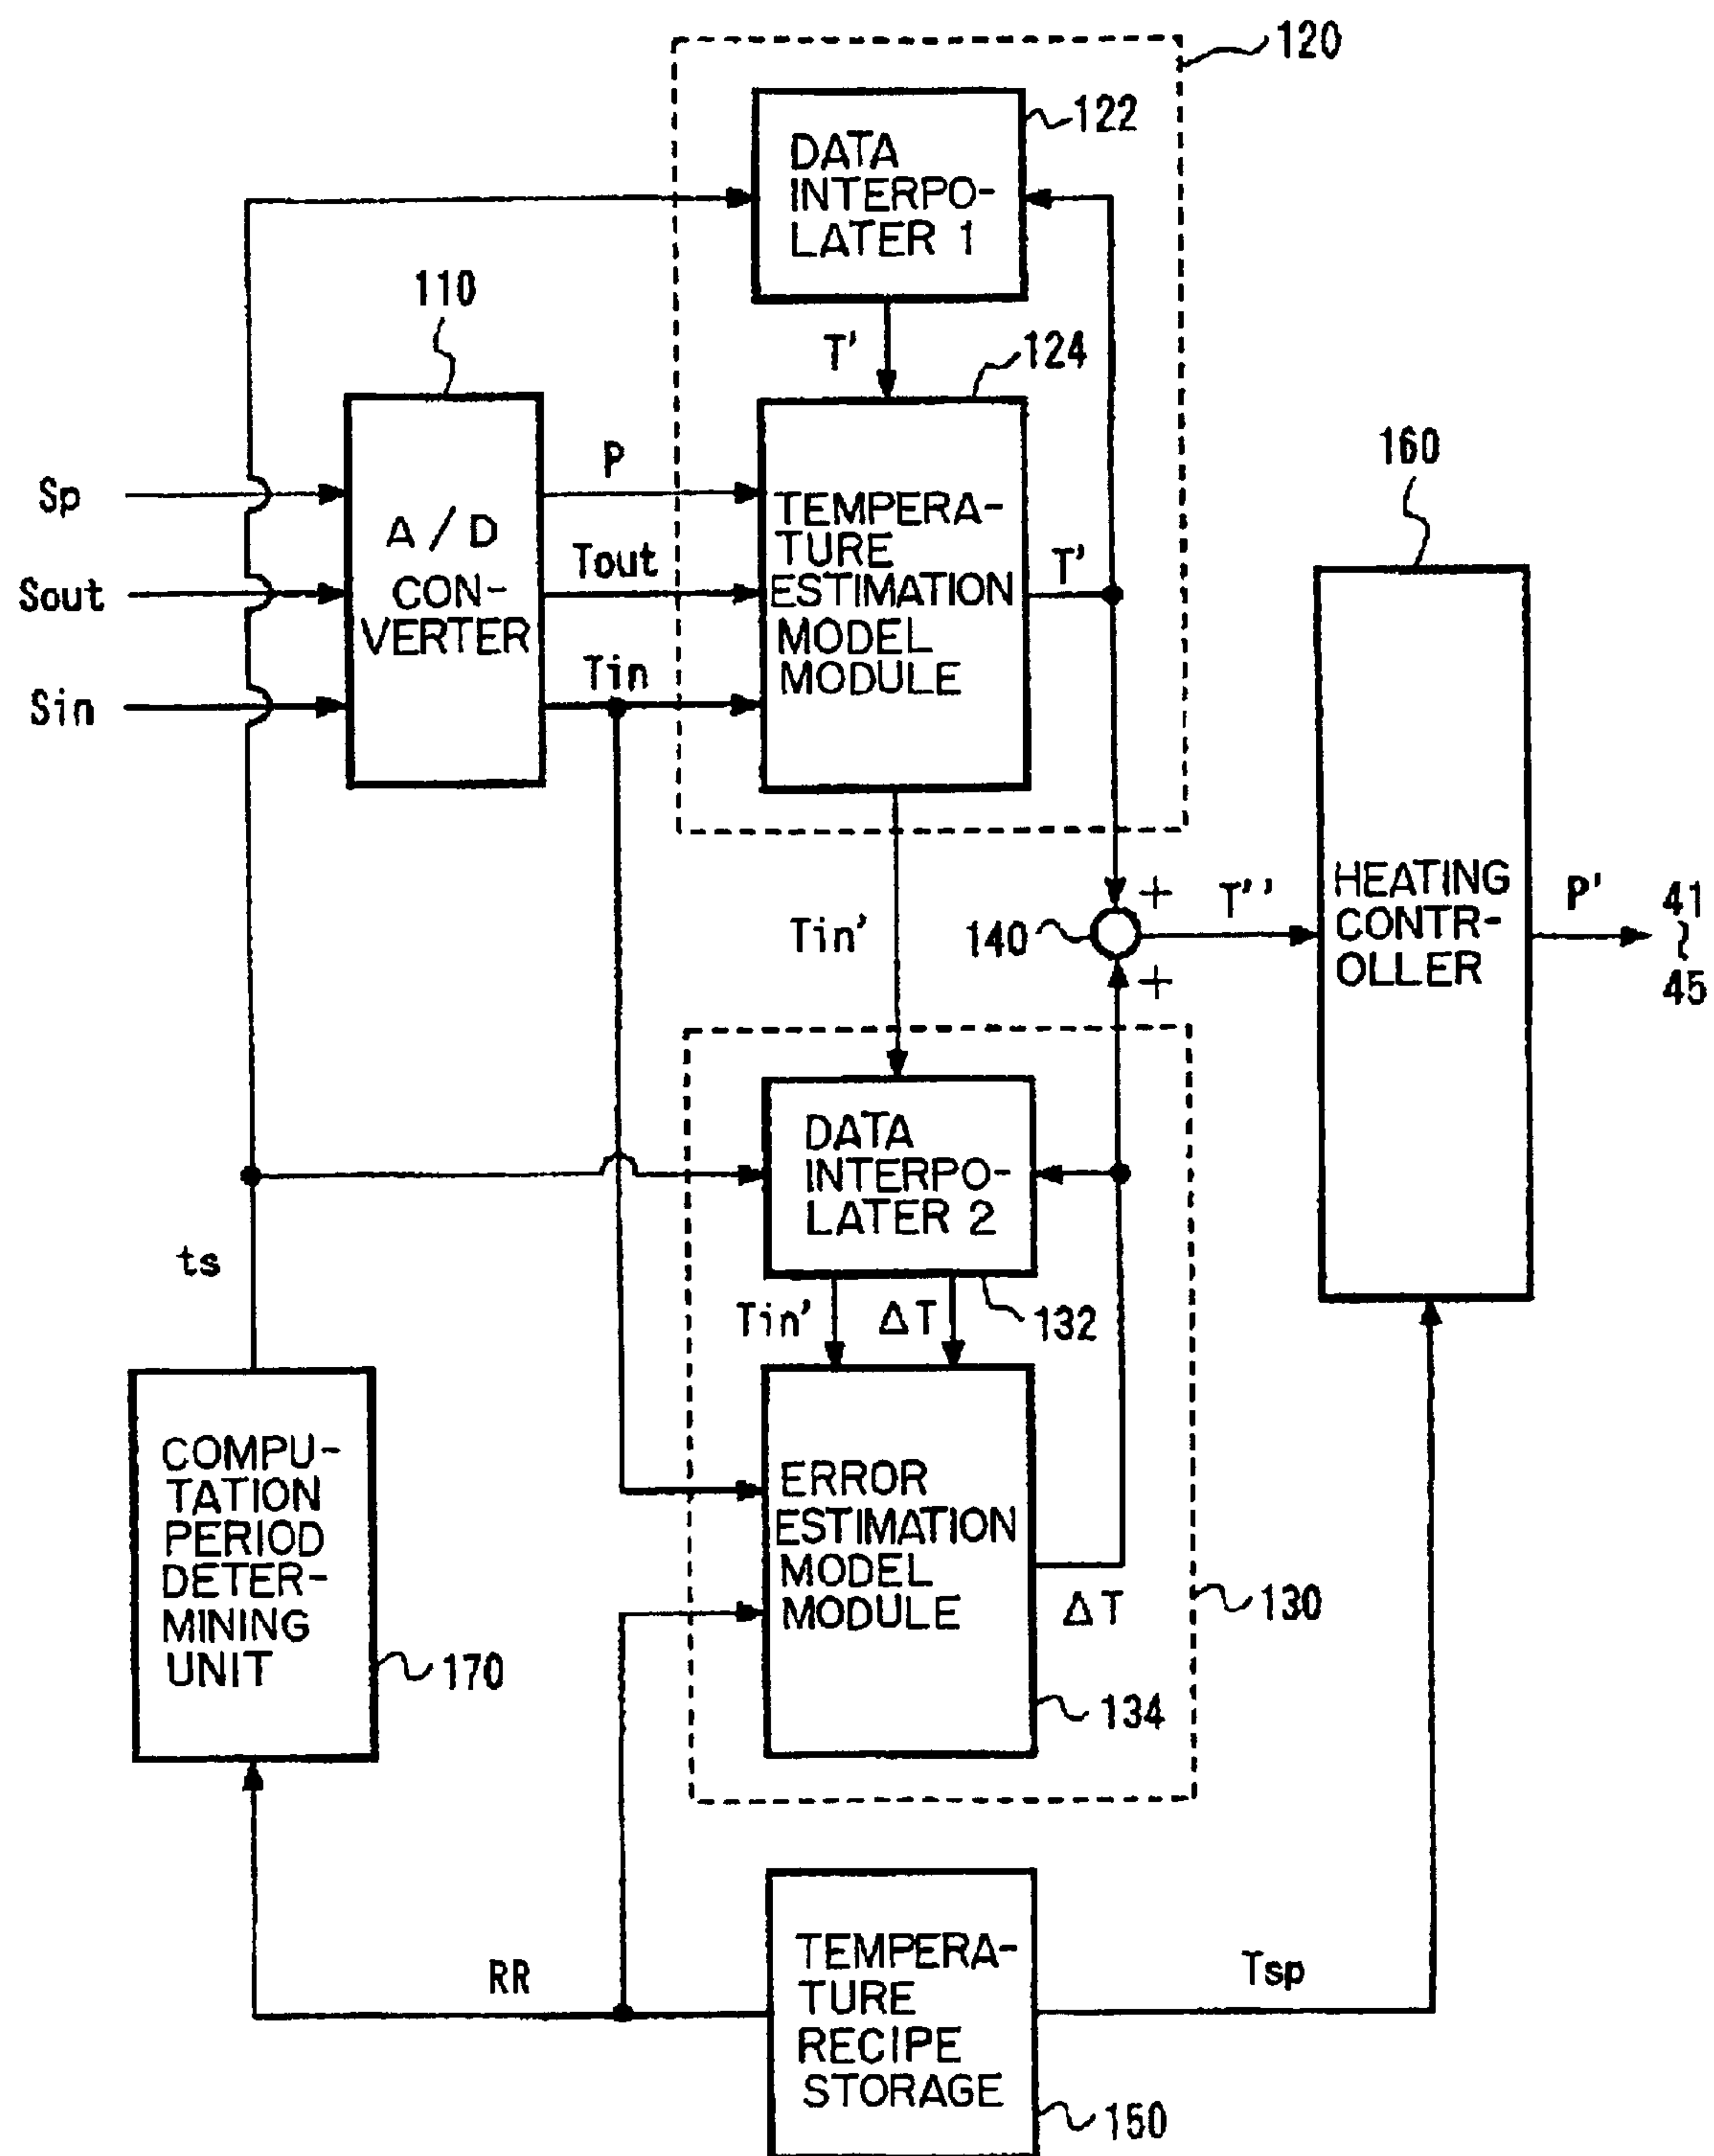 120
122
DATA
INTERPO-
LATER 1
110
T'
124
P
160
Sp
A/D
CON-
VERTER
Tout
TEMPERA-
TURE
ESTIMATION
MODEL
MODULE
T'
Sout
Tin
Sin
HEATING
CONTR-
OLLER
+
T''
P'
41
45
Tin'
140
+
DATA
INTERPO-
LATER 2
ts
Tin'
ΔT
132
COMPU-
TATION
PERIOD
DETER-
MINING
UNIT
ERROR
ESTIMATION
MODEL
MODULE
ΔT
130
170
134
RR
TEMPERA-
TURE
RECIPE
STORAGE
Tsp
150